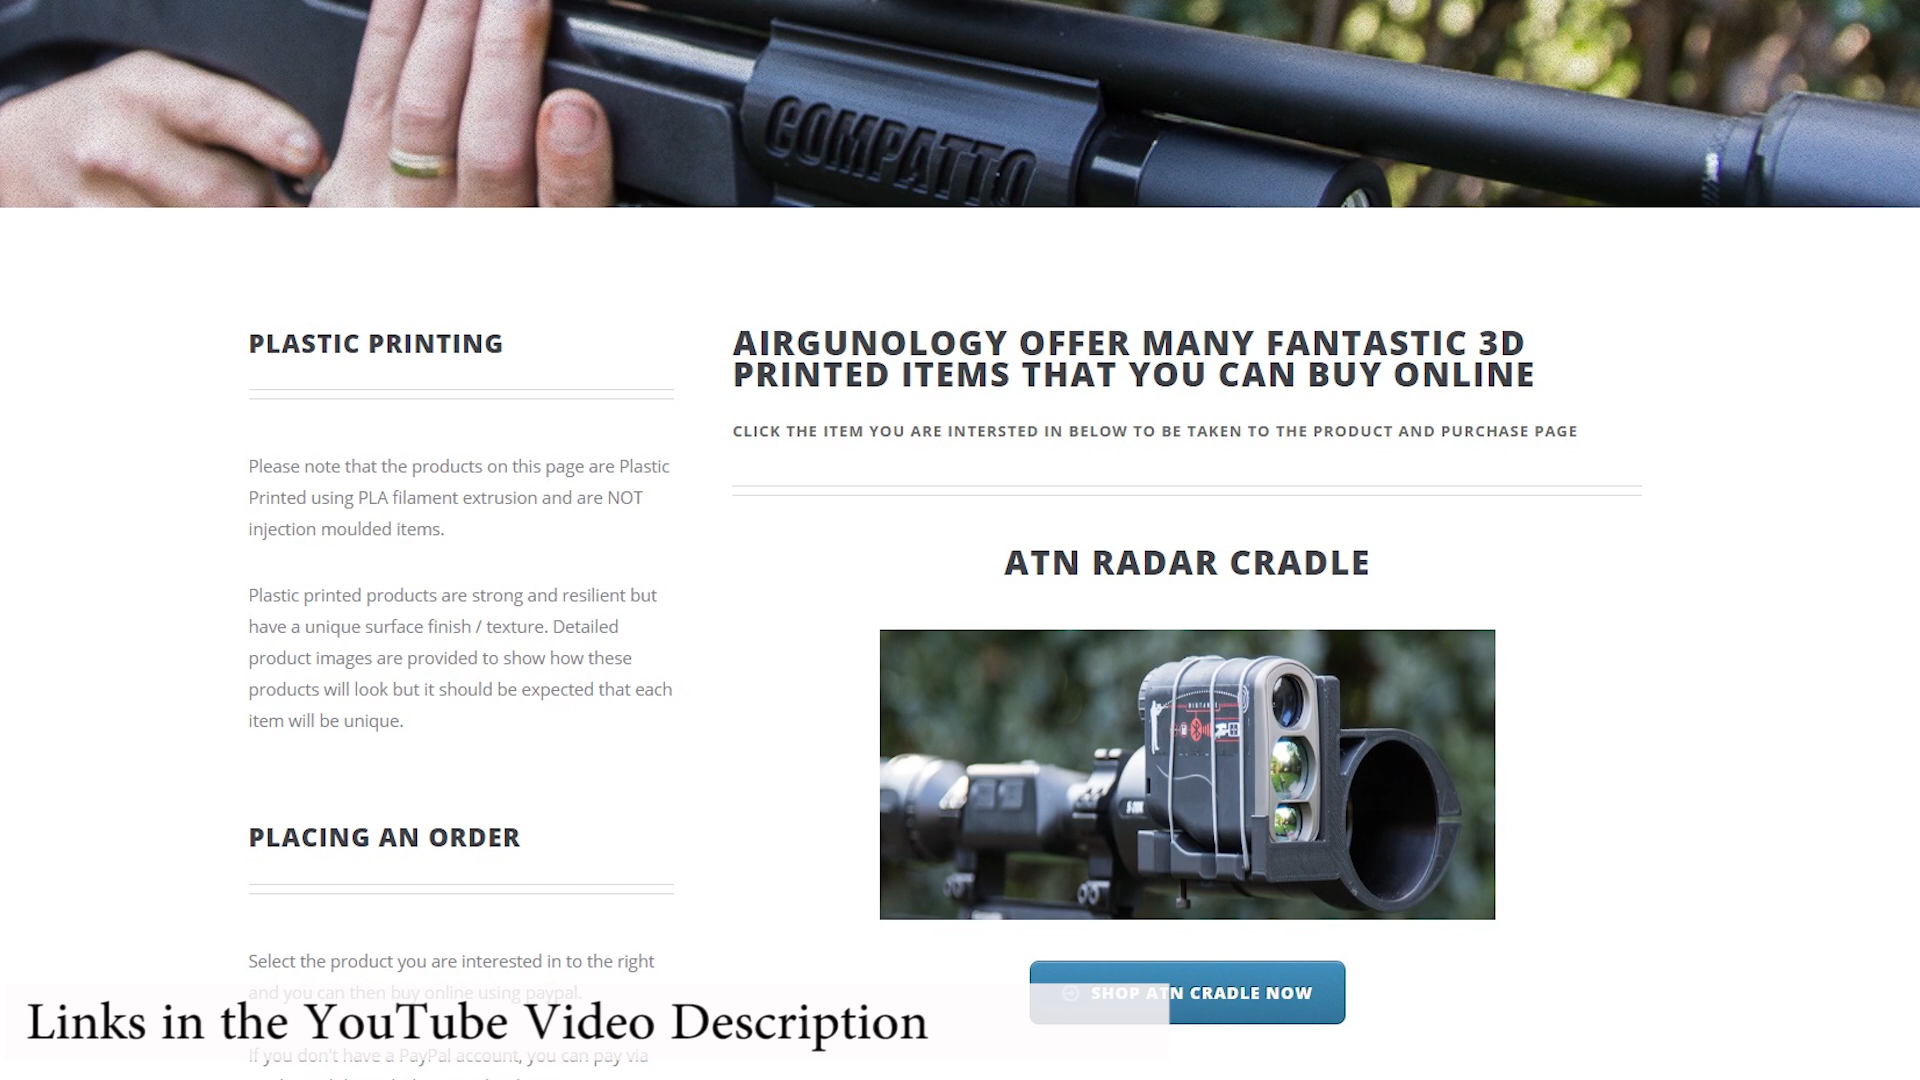 COMPATTO
PLASTIC PRINTING
Please note that the products on this page are Plastic
Printed using PLA filament extrusion and are NOT
injection moulded items.
Plastic printed products are strong and resilient but
have a unique surface finish / texture. Detailed
product images are provided to show how these
products will look but it should be expected that each
item will be unique.
PLACING AN ORDER
Select the product you are interested in to the right
and you can then buy online using paypal.
If you don't have a PayPal account, you can pay via
AIRGUNOLOGY OFFER MANY FANTASTIC 3D
PRINTED ITEMS THAT YOU CAN BUY ONLINE
CLICK THE ITEM YOU ARE INTERSTED IN BELOW TO BE TAKEN TO THE PRODUCT AND PURCHASE PAGE
ATN RADAR CRADLE
SHOP ATN CRADLE NOW
Links in the YouTube Video Description